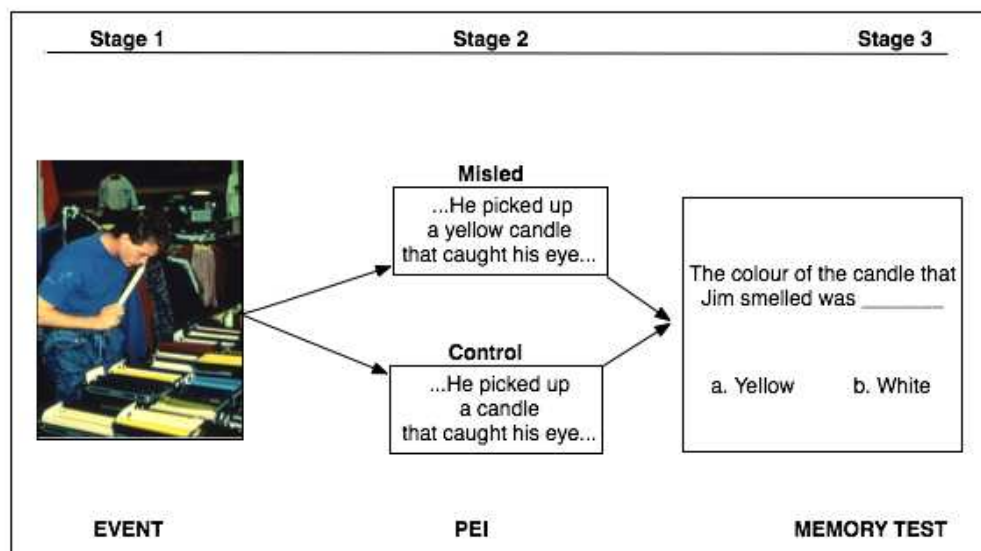 Stage 1 Stage 2 Stage 3
Misled
...He picked up
a yellow candle
that caught his eye...
Control
...He picked up
a candle
that caught his eye...
The colour of the candle that
Jim smelled was ________
a. Yellow b. White
EVENT PEI MEMORY TEST